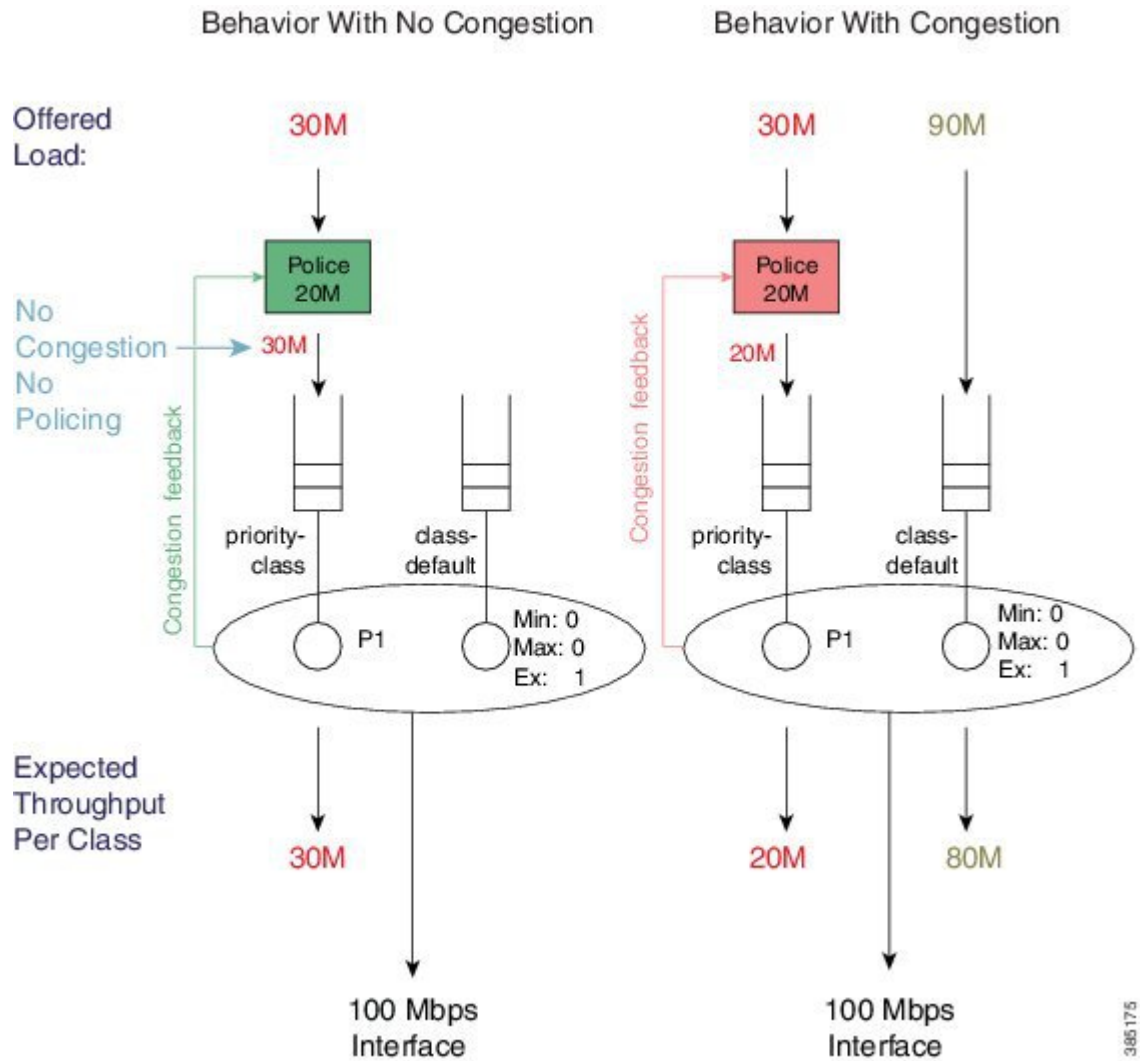 Behavior With No Congestion
Behavior With Congestion
Offered
Load:
30M
30M
90M
Police
20M
Police
20M
No
Congestion
No
Policing
30M
20M
Congestion feedback
Congestion feedback
priority-
class
class-
default
priority-
class
class-
default
P1
Min: 0
Max: 0
Ex: 1
P1
Min: 0
Max: 0
Ex: 1
Expected
Throughput
Per Class
30M
20M
80M
100 Mbps
Interface
100 Mbps
Interface
385175